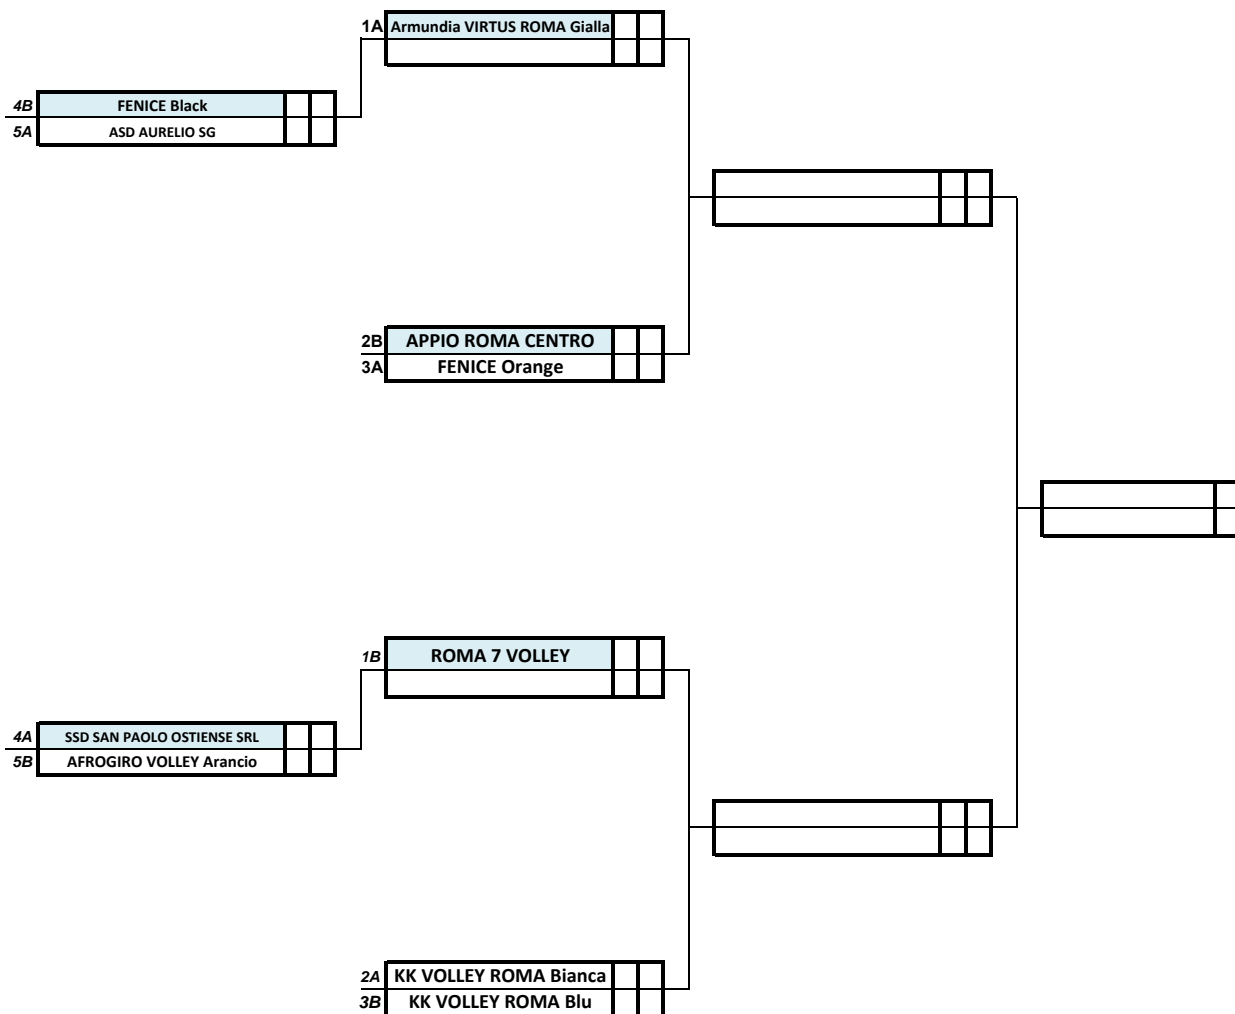 1A Armundia VIRTUS ROMA Gialla
4B FENICE Black
5A ASD AURELIO SG
2B APPIO ROMA CENTRO
3A FENICE Orange
1B ROMA 7 VOLLEY
4A SSD SAN PAOLO OSTIENSE SRL
5B AFROGIRO VOLLEY Arancio
2A KK VOLLEY ROMA Bianca
3B KK VOLLEY ROMA Blu